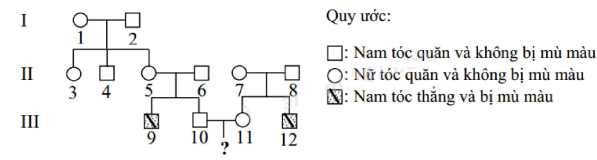 I
1
2
Quy ước:
: Nam tóc quăn và không bị mù màu
II
: Nữ tóc quăn và không bị mù màu
3
4
5
6
7
8
: Nam tóc thẳng và bị mù màu
III
9
10
11
12
?